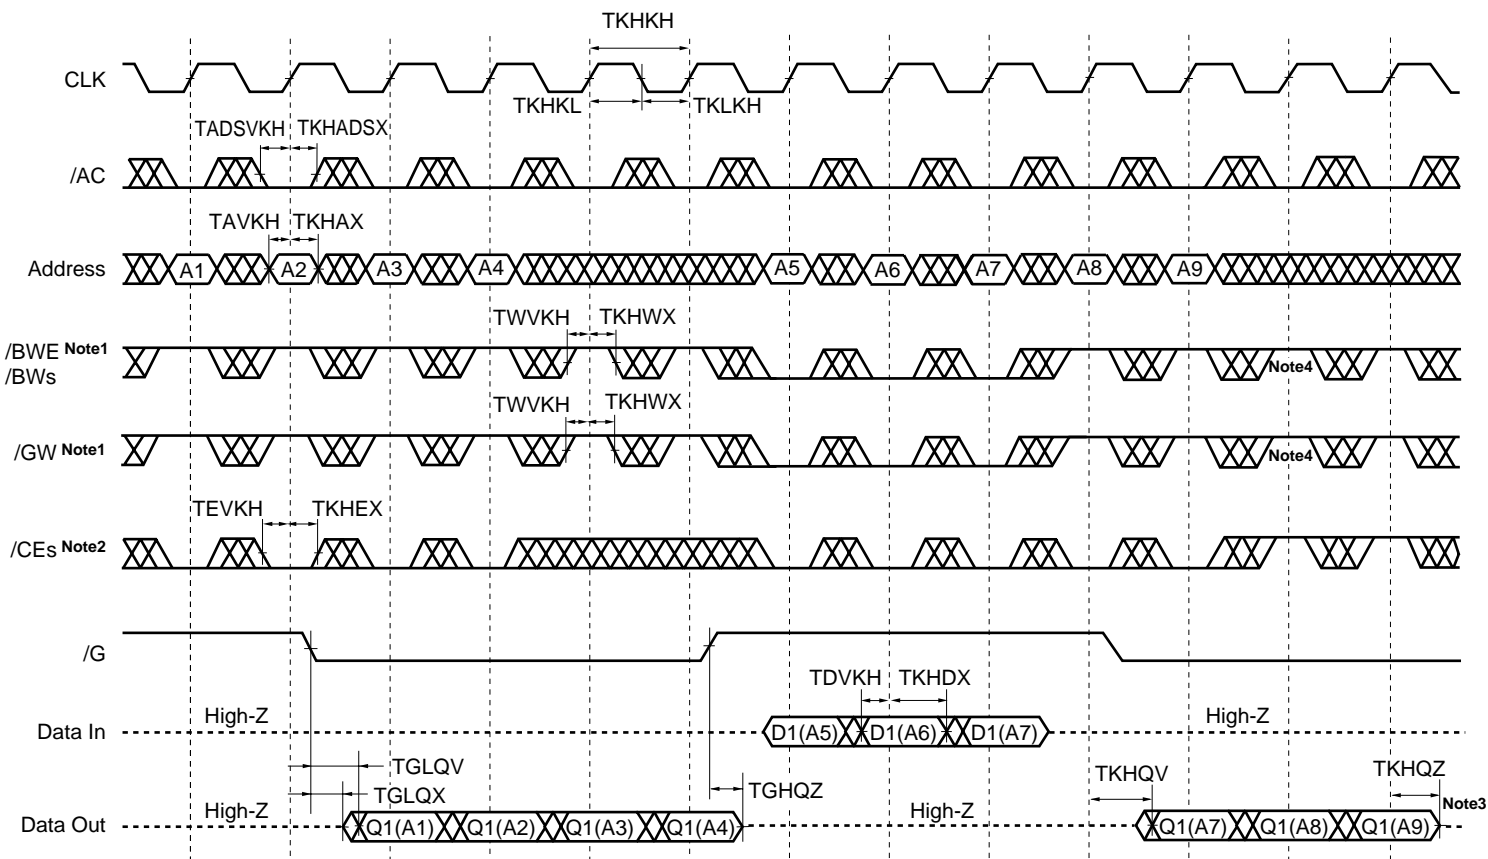 TKHKH
CLK
TKHKL TKLKH
TADSVKH TKHADSX
/AC
TAVKH TKHAX
Address A1 A2 A3 A4 A5 A6 A7 A8 A9
TWVKH TKHWX
/BWE Note1
/BWs
Note4
TWVKH TKHWX
/GW Note1
Note4
TEVKH TKHEX
/CEs Note2
/G
TDVKH TKHDX
Data In High-Z D1(A5) D1(A6) D1(A7) High-Z
TGLQV
TGLQX
TGHQZ
TKHQV
TKHQZ
Note3
Data Out High-Z Q1(A1) Q1(A2) Q1(A3) Q1(A4) High-Z Q1(A7) Q1(A8) Q1(A9)